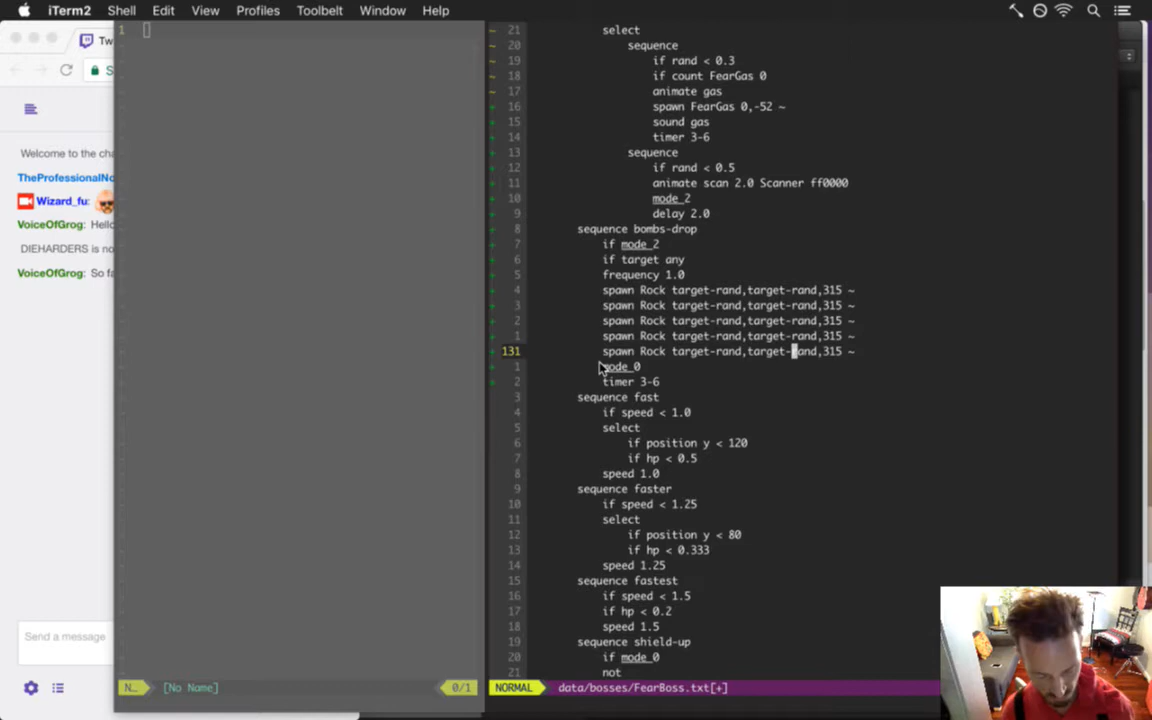 iTerm2 Shell Edit View Profiles Toolbelt Window Help
Tw
S
Welcome to the cha
TheProfessionalNo
Wizard_fu:
VoiceOfGrog: Hello
DIEHARDERS is no
VoiceOfGrog: So fa
Send a message
1
N... [No Name] 0/1
~ 21 select
~ 20 sequence
~ 19 if rand < 0.3
~ 18 if count FearGas 0
~ 17 animate gas
+ 16 spawn FearGas 0,-52 ~
+ 15 sound gas
+ 14 timer 3-6
+ 13 sequence
+ 12 if rand < 0.5
+ 11 animate scan 2.0 Scanner ff0000
+ 10 mode_2
+ 9 delay 2.0
+ 8 sequence bombs-drop
+ 7 if mode_2
+ 6 if target any
+ 5 frequency 1.0
+ 4 spawn Rock target-rand,target-rand,315 ~
+ 3 spawn Rock target-rand,target-rand,315 ~
+ 2 spawn Rock target-rand,target-rand,315 ~
+ 1 spawn Rock target-rand,target-rand,315 ~
+ 131 spawn Rock target-rand,target-rand,315 ~
+ 1 mode_0
+ 2 timer 3-6
3 sequence fast
4 if speed < 1.0
5 select
6 if position y < 120
7 if hp < 0.5
8 speed 1.0
9 sequence faster
10 if speed < 1.25
11 select
12 if position y < 80
13 if hp < 0.333
14 speed 1.25
15 sequence fastest
16 if speed < 1.5
17 if hp < 0.2
18 speed 1.5
19 sequence shield-up
20 if mode_0
21 not
NORMAL data/bosses/FearBoss.txt[+]